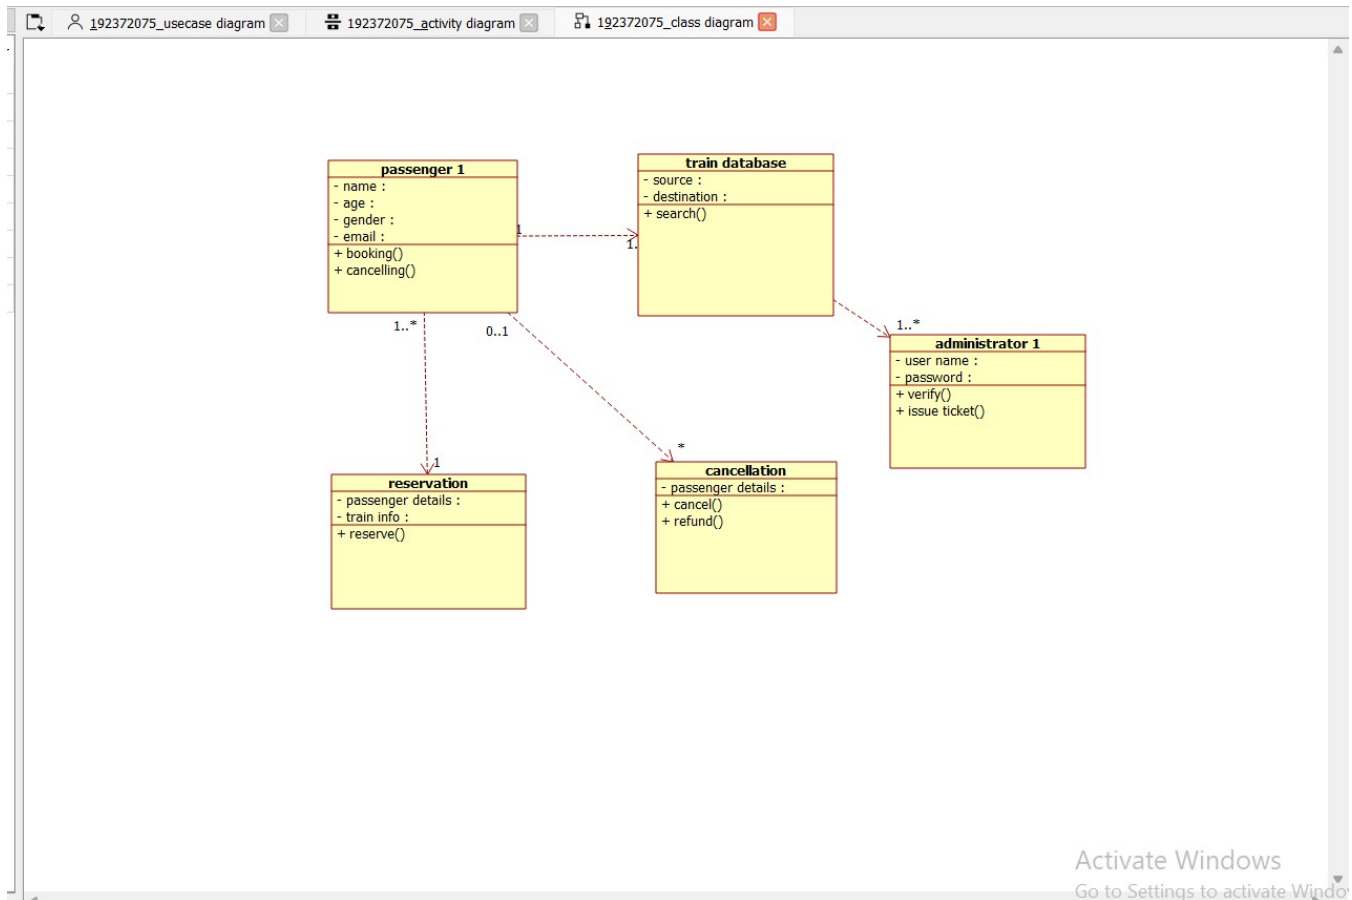 192372075_usecase diagram
192372075_activity diagram
192372075_class diagram
passenger 1
- name :
- age :
- gender :
- email :
+ booking()
+ cancelling()
1
1.
train database
- source :
- destination :
+ search()
1..*
0..1
1..*
administrator 1
- user name :
- password :
+ verify()
+ issue ticket()
1
reservation
- passenger details :
- train info :
+ reserve()
*
cancellation
- passenger details :
+ cancel()
+ refund()
Activate Windows
Go to Settings to activate Windo